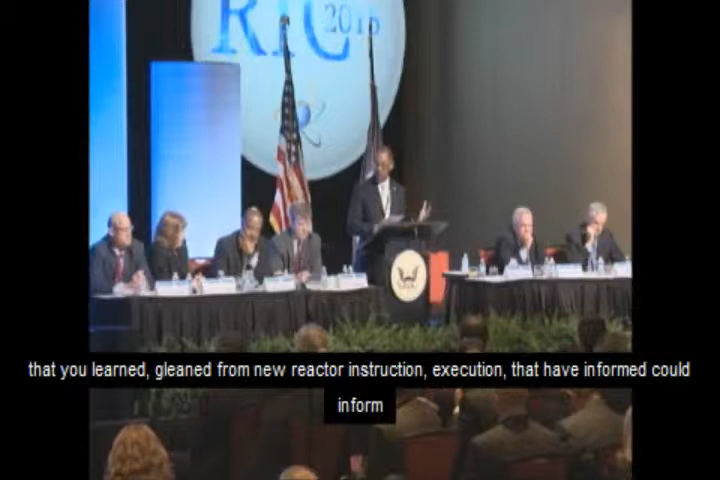 RIC 2016
that you learned, gleaned from new reactor instruction, execution, that have informed could
inform